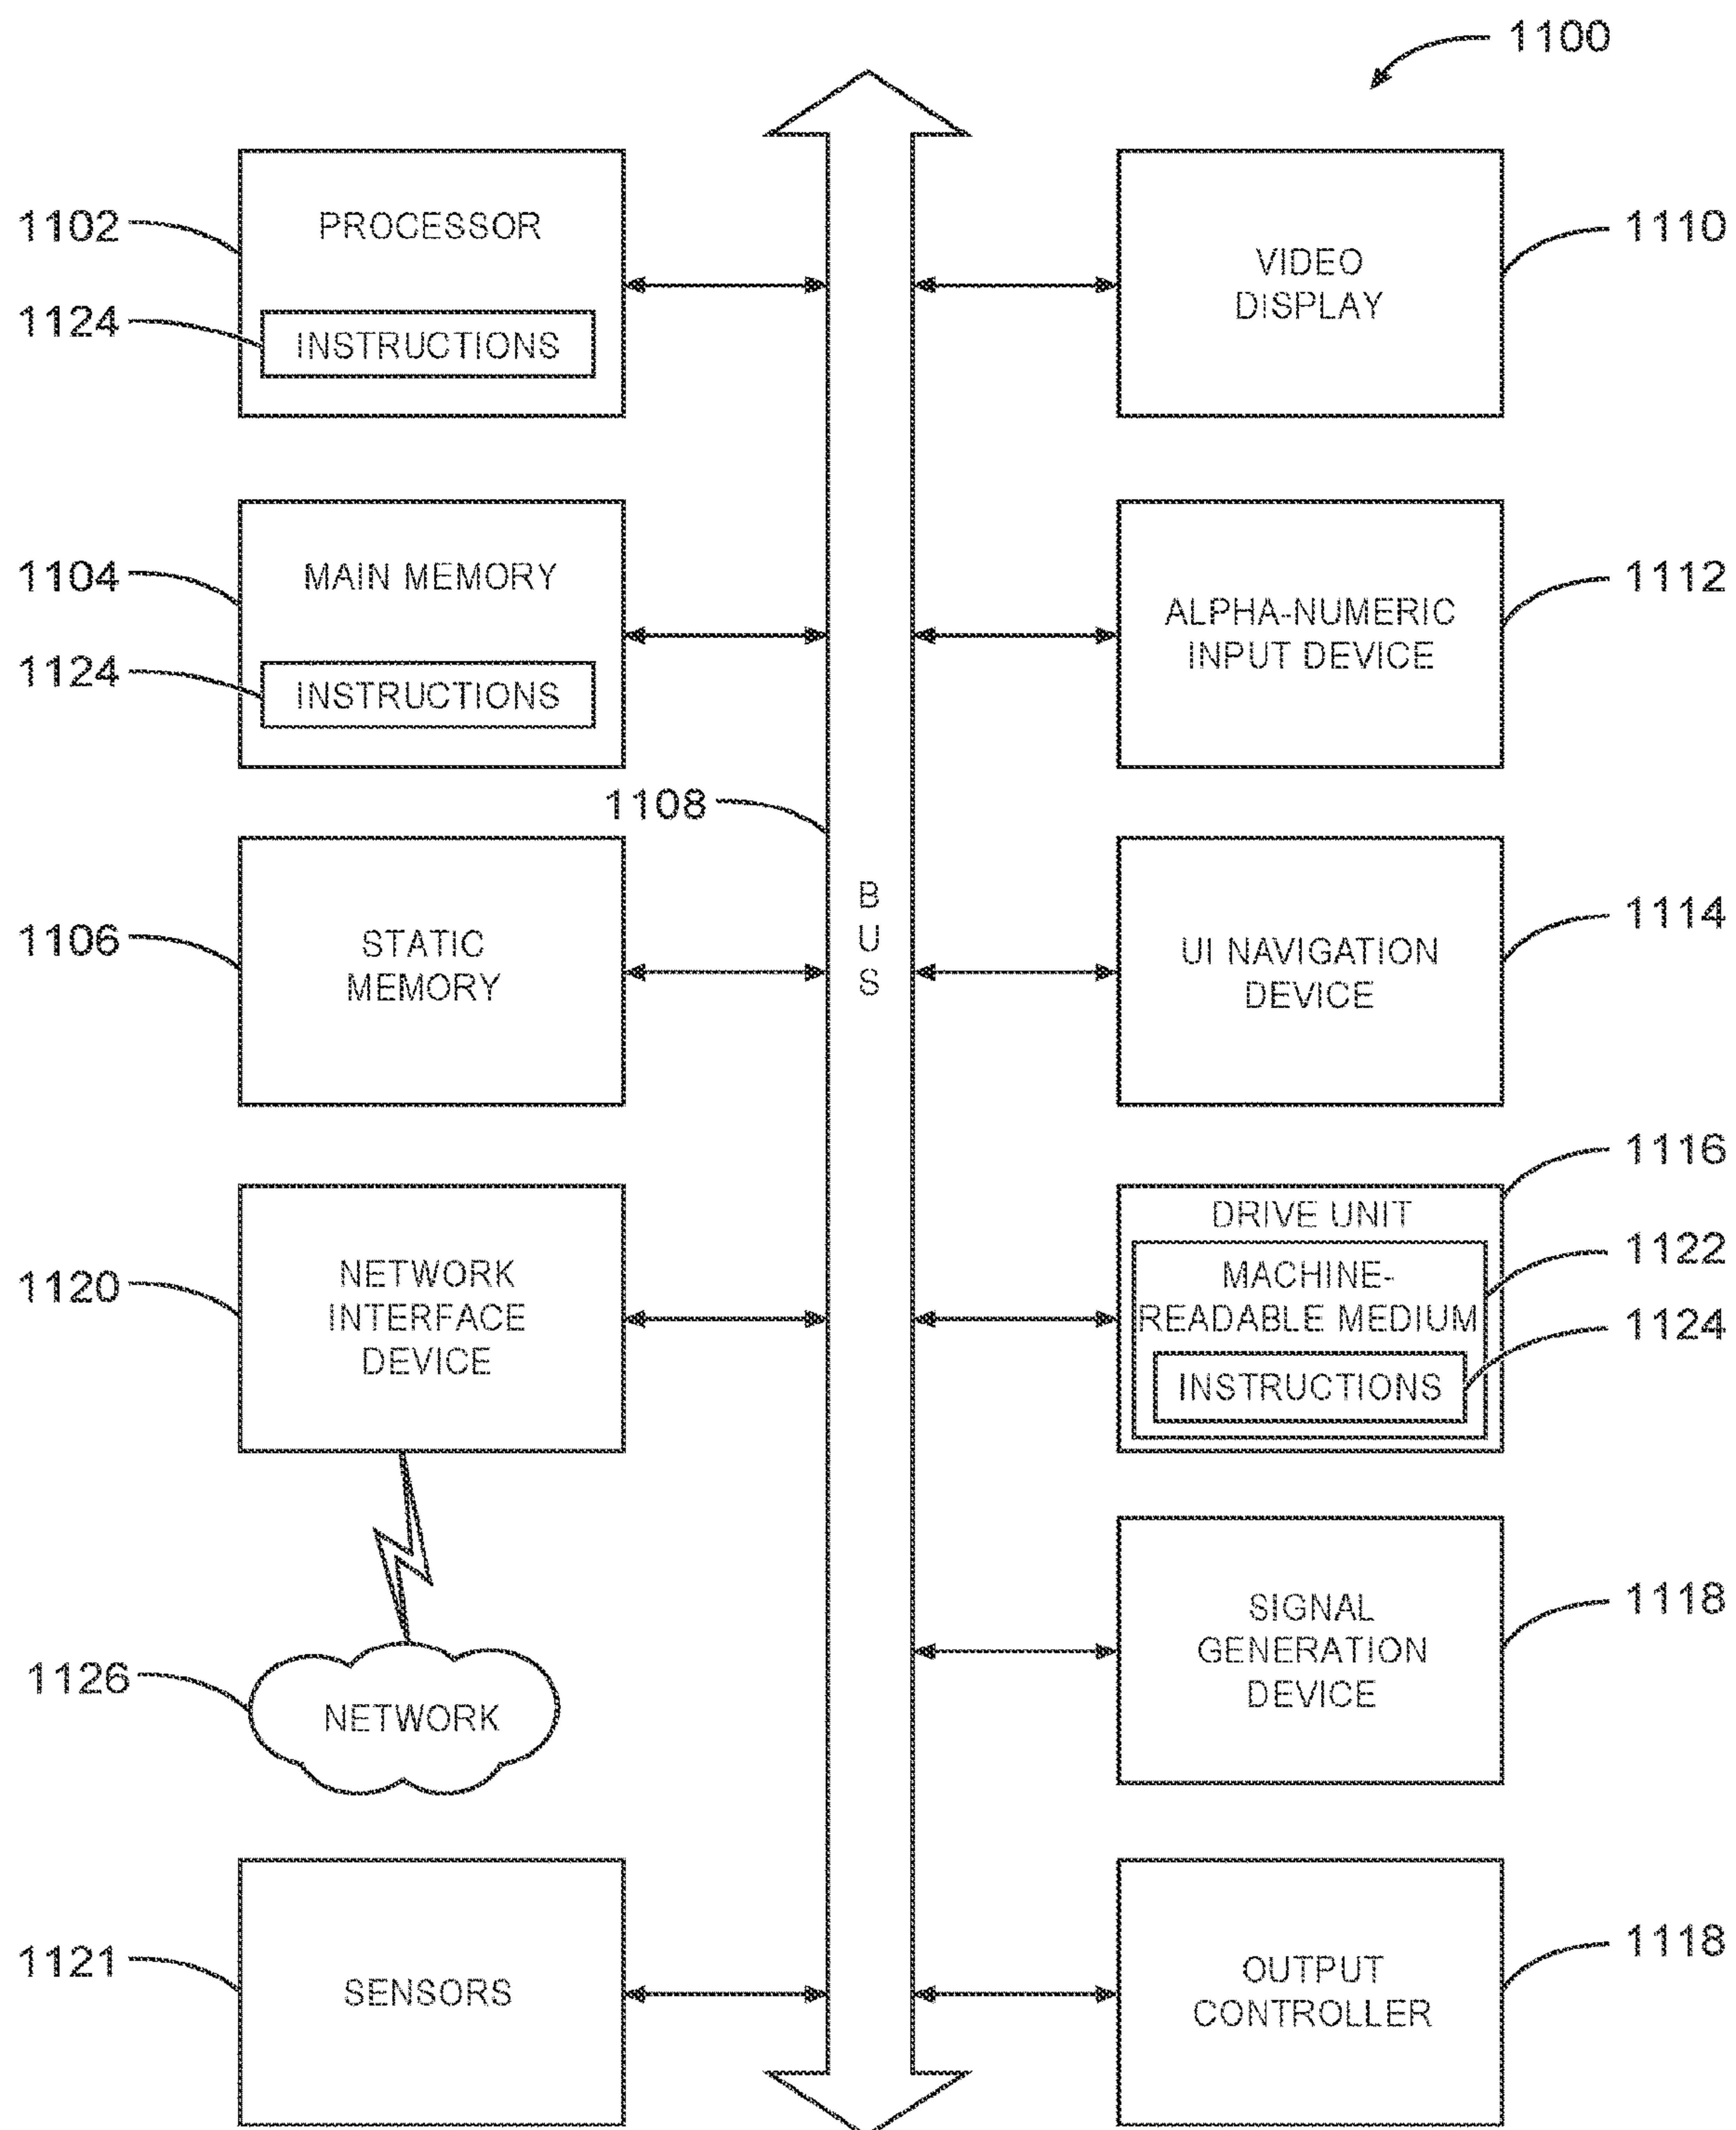 1100
1102
PROCESSOR
1124
INSTRUCTIONS
1110
VIDEO
DISPLAY
1104
MAIN MEMORY
1124
INSTRUCTIONS
1112
ALPHA-NUMERIC
INPUT DEVICE
1108
BUS
1106
STATIC
MEMORY
1114
UI NAVIGATION
DEVICE
1120
NETWORK
INTERFACE
DEVICE
1116
DRIVE UNIT
1122
MACHINE-
READABLE MEDIUM
1124
INSTRUCTIONS
1126
NETWORK
1118
SIGNAL
GENERATION
DEVICE
1121
SENSORS
1118
OUTPUT
CONTROLLER